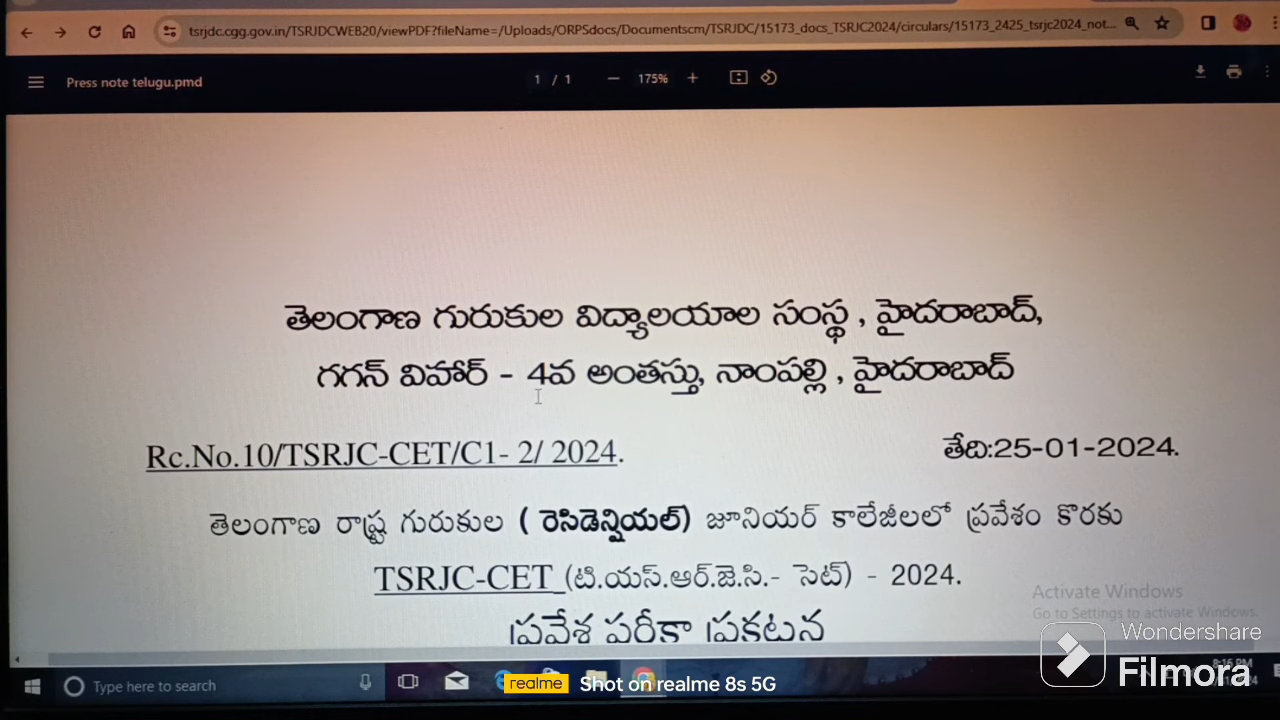 tsrjdc.cgg.gov.in/TSRJDCWEB20/viewPDF?fileName=/Uploads/ORPSdocs/Documentscm/TSRJDC/15173_docs_TSRJC2024/circulars/15173_2425_tsrjc2024_not...
Press note telugu.pmd
1 / 1
175%
తెలంగాణ గురుకుల విద్యాలయాల సంస్థ , హైదరాబాద్,
గగన్ విహార్ - 4వ అంతస్తు, నాంపల్లి , హైదరాబాద్
Rc.No.10/TSRJC-CET/C1- 2/ 2024.
తేది:25-01-2024.
తెలంగాణ రాష్ట్ర గురుకుల ( రెసిడెన్షియల్) జూనియర్ కాలేజీలలో ప్రవేశం కొరకు
TSRJC-CET (టి.యస్.ఆర్.జె.సి.- సెట్) - 2024.
ప్రవేశ పరీక్షా ప్రకటన
Activate Windows
Go to Settings to activate Windows.
Wondershare
Filmora
Type here to search
realme Shot on realme 8s 5G
8:16 PM